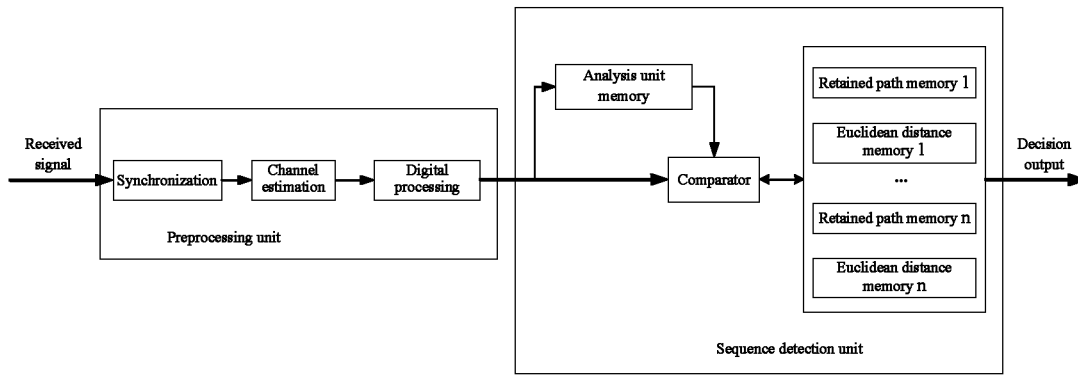 Received
signal
Synchronization
Channel
estimation
Digital
processing
Preprocessing unit
Analysis unit
memory
Comparator
Retained path memory 1
Euclidean distance
memory 1
...
Retained path memory n
Euclidean distance
memory n
Sequence detection unit
Decision
output